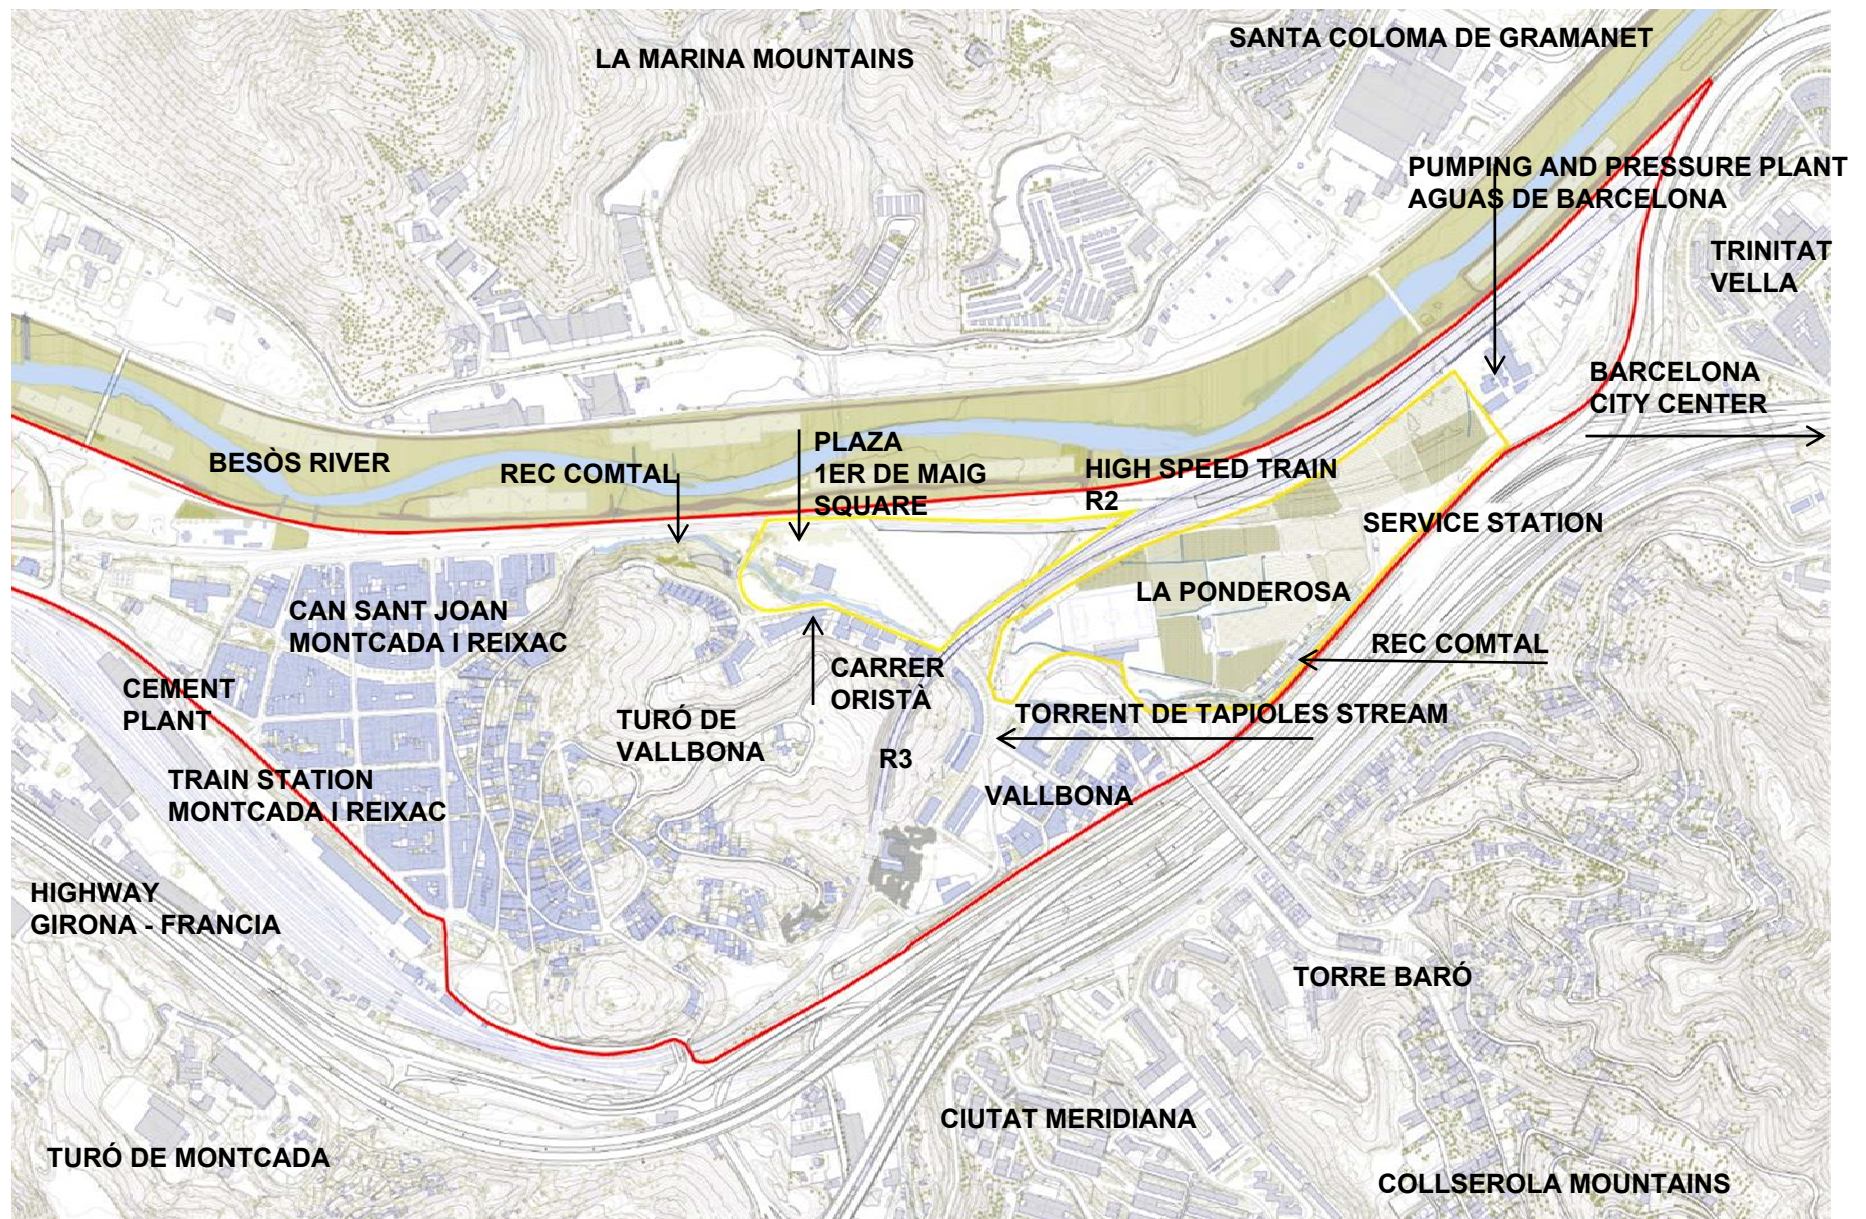 SANTA COLOMA DE GRAMANET
LA MARINA MOUNTAINS
PUMPING AND PRESSURE PLANT
AGUAS DE BARCELONA
TRINITAT
VELLA
BARCELONA
CITY CENTER
BESÒS RIVER
REC COMTAL
PLAZA
1ER DE MAIG
SQUARE
HIGH SPEED TRAIN
R2
SERVICE STATION
LA PONDEROSA
CAN SANT JOAN
MONTCADA I REIXAC
REC COMTAL
CARRER
ORISTÀ
CEMENT
PLANT
TURÓ DE
VALLBONA
TORRENT DE TAPIOLES STREAM
R3
TRAIN STATION
MONTCADA I REIXAC
VALLBONA
HIGHWAY
GIRONA - FRANCIA
TORRE BARÓ
CIUTAT MERIDIANA
TURÓ DE MONTCADA
COLLSEROLA MOUNTAINS